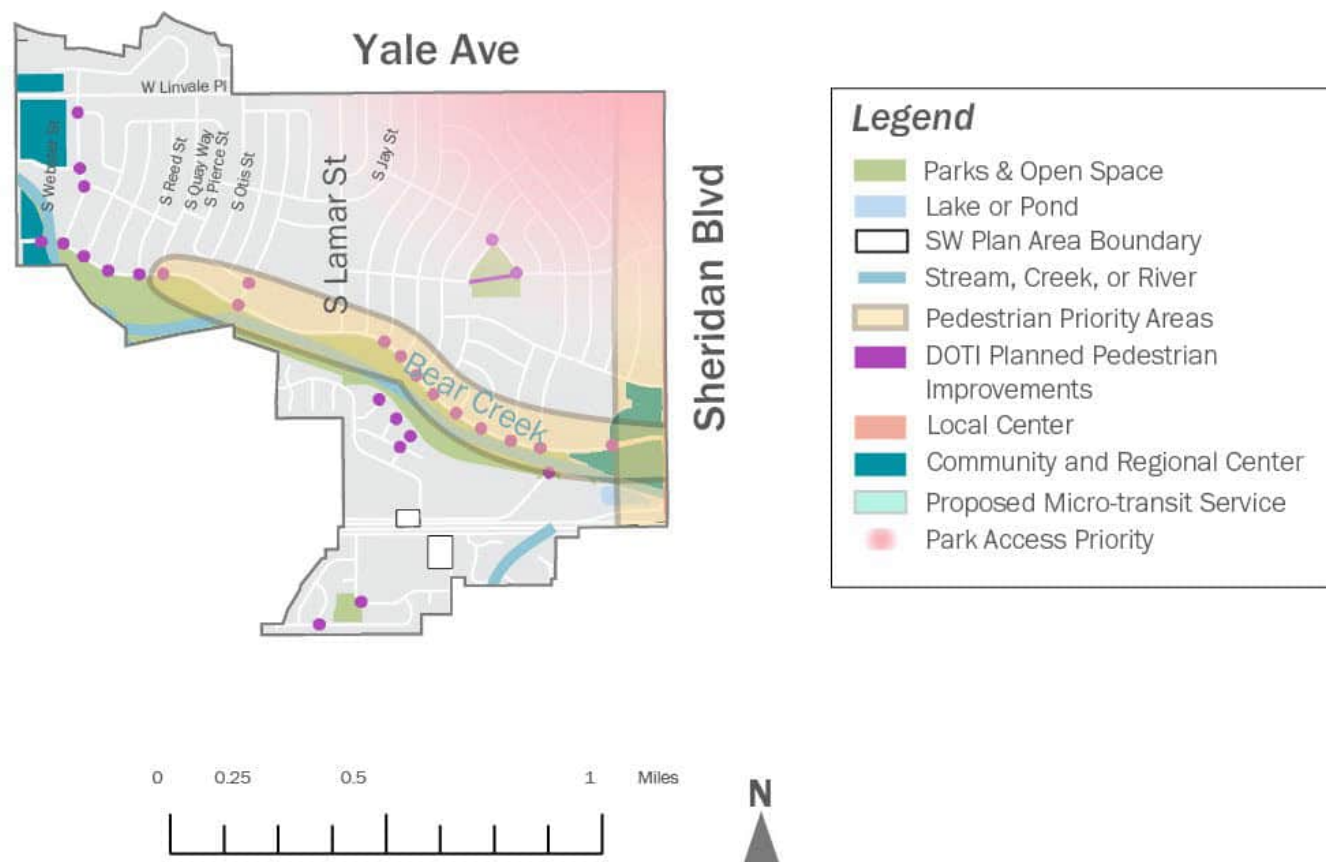 Yale Ave
W Linvale Pl
S Webster St
S Reed St
S Quay Way
S Pierce St
S Otis St
S Lamar St
S Jay St
Sheridan Blvd
Bear Creek
Legend
Parks & Open Space
Lake or Pond
SW Plan Area Boundary
Stream, Creek, or River
Pedestrian Priority Areas
DOTI Planned Pedestrian
Improvements
Local Center
Community and Regional Center
Proposed Micro-transit Service
Park Access Priority
0 0.25 0.5 1 Miles
N